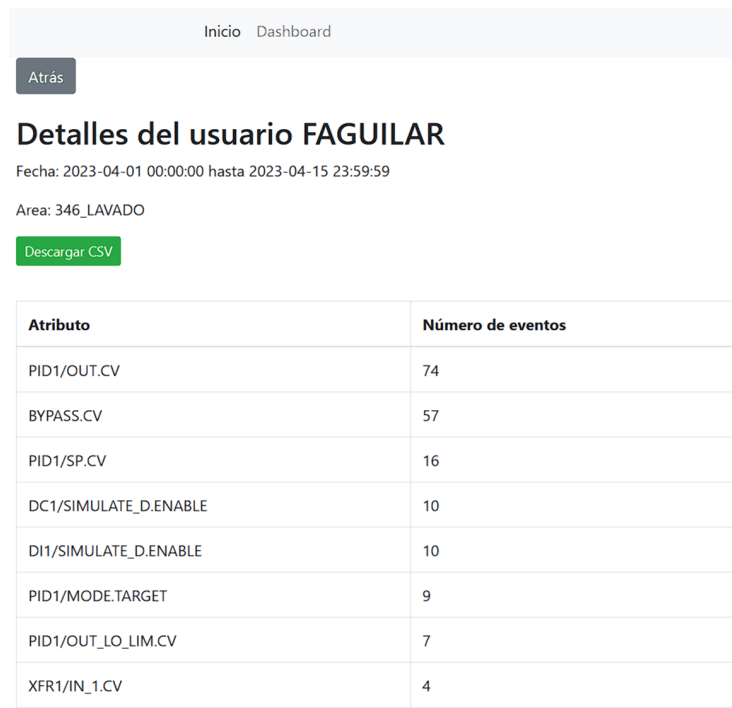 Inicio Dashboard
Atrás
Detalles del usuario FAGUILAR
Fecha: 2023-04-01 00:00:00 hasta 2023-04-15 23:59:59
Area: 346_LAVADO
Descargar CSV
Atributo Número de eventos
PID1/OUT.CV 74
BYPASS.CV 57
PID1/SP.CV 16
DC1/SIMULATE_D.ENABLE 10
DI1/SIMULATE_D.ENABLE 10
PID1/MODE.TARGET 9
PID1/OUT_LO_LIM.CV 7
XFR1/IN_1.CV 4